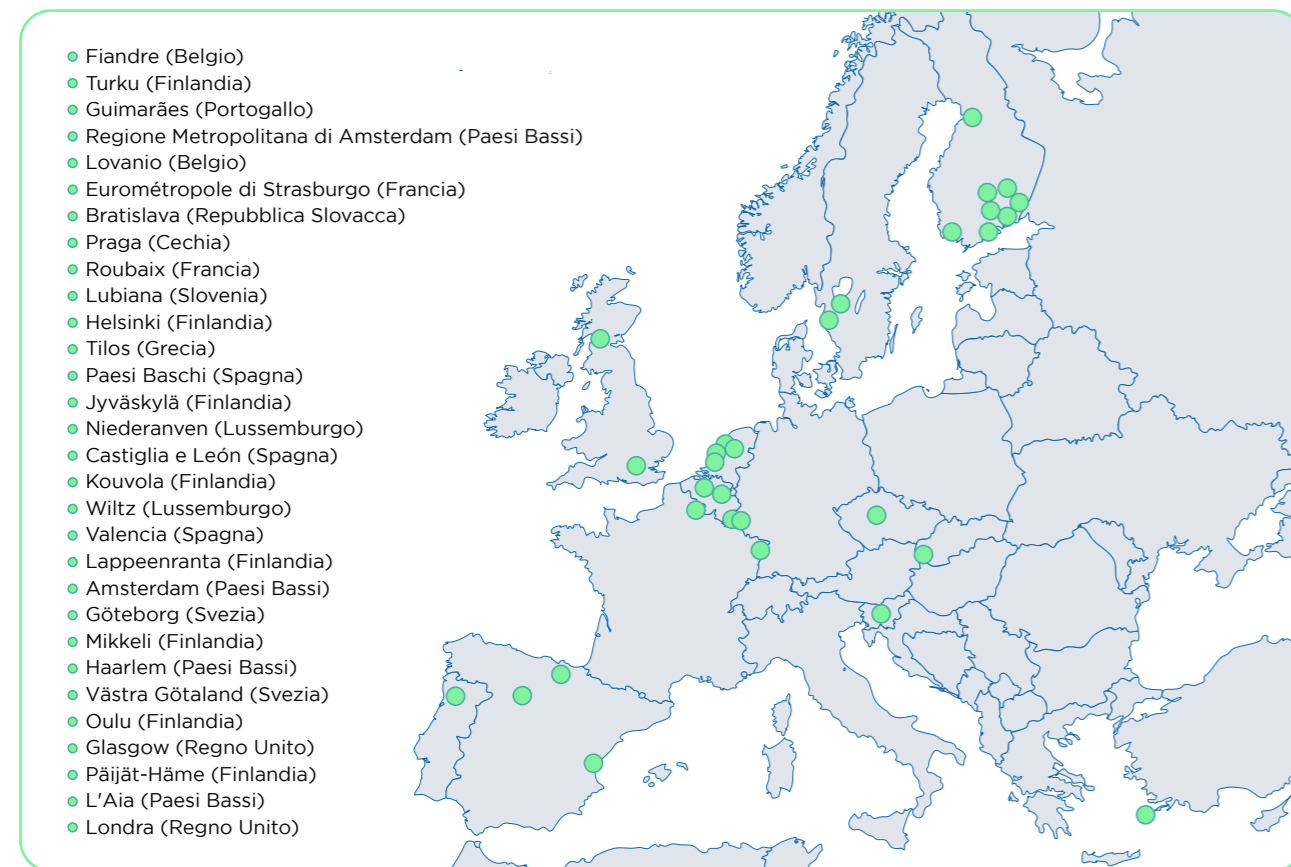 Fiandre (Belgio)
Turku (Finlandia)
Guimarães (Portogallo)
Regione Metropolitana di Amsterdam (Paesi Bassi)
Lovanio (Belgio)
Eurométropole di Strasburgo (Francia)
Bratislava (Repubblica Slovacca)
Praga (Cechia)
Roubaix (Francia)
Lubiana (Slovenia)
Helsinki (Finlandia)
Tilos (Grecia)
Paesi Baschi (Spagna)
Jyväskylä (Finlandia)
Niederanven (Lussemburgo)
Castiglia e León (Spagna)
Kouvola (Finlandia)
Wiltz (Lussemburgo)
Valencia (Spagna)
Lappeenranta (Finlandia)
Amsterdam (Paesi Bassi)
Göteborg (Svezia)
Mikkeli (Finlandia)
Haarlem (Paesi Bassi)
Västra Götaland (Svezia)
Oulu (Finlandia)
Glasgow (Regno Unito)
Päijät-Häme (Finlandia)
L'Aia (Paesi Bassi)
Londra (Regno Unito)